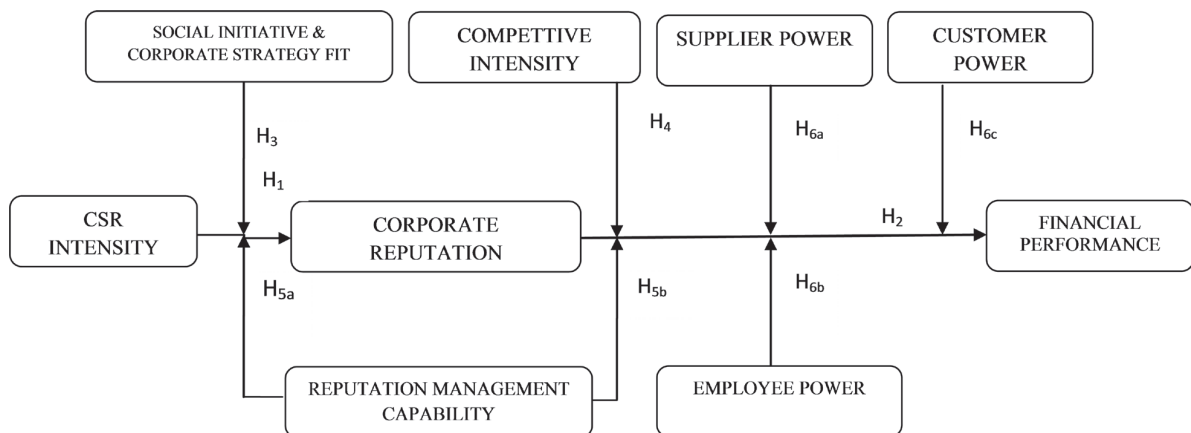 SOCIAL INITIATIVE &
CORPORATE STRATEGY FIT
COMPETTIVE
INTENSITY
SUPPLIER POWER
CUSTOMER
POWER
H3
H4
H6a
H6c
H1
CSR
INTENSITY
CORPORATE
REPUTATION
H2
FINANCIAL
PERFORMANCE
H5a
H5b
H6b
REPUTATION MANAGEMENT
CAPABILITY
EMPLOYEE POWER